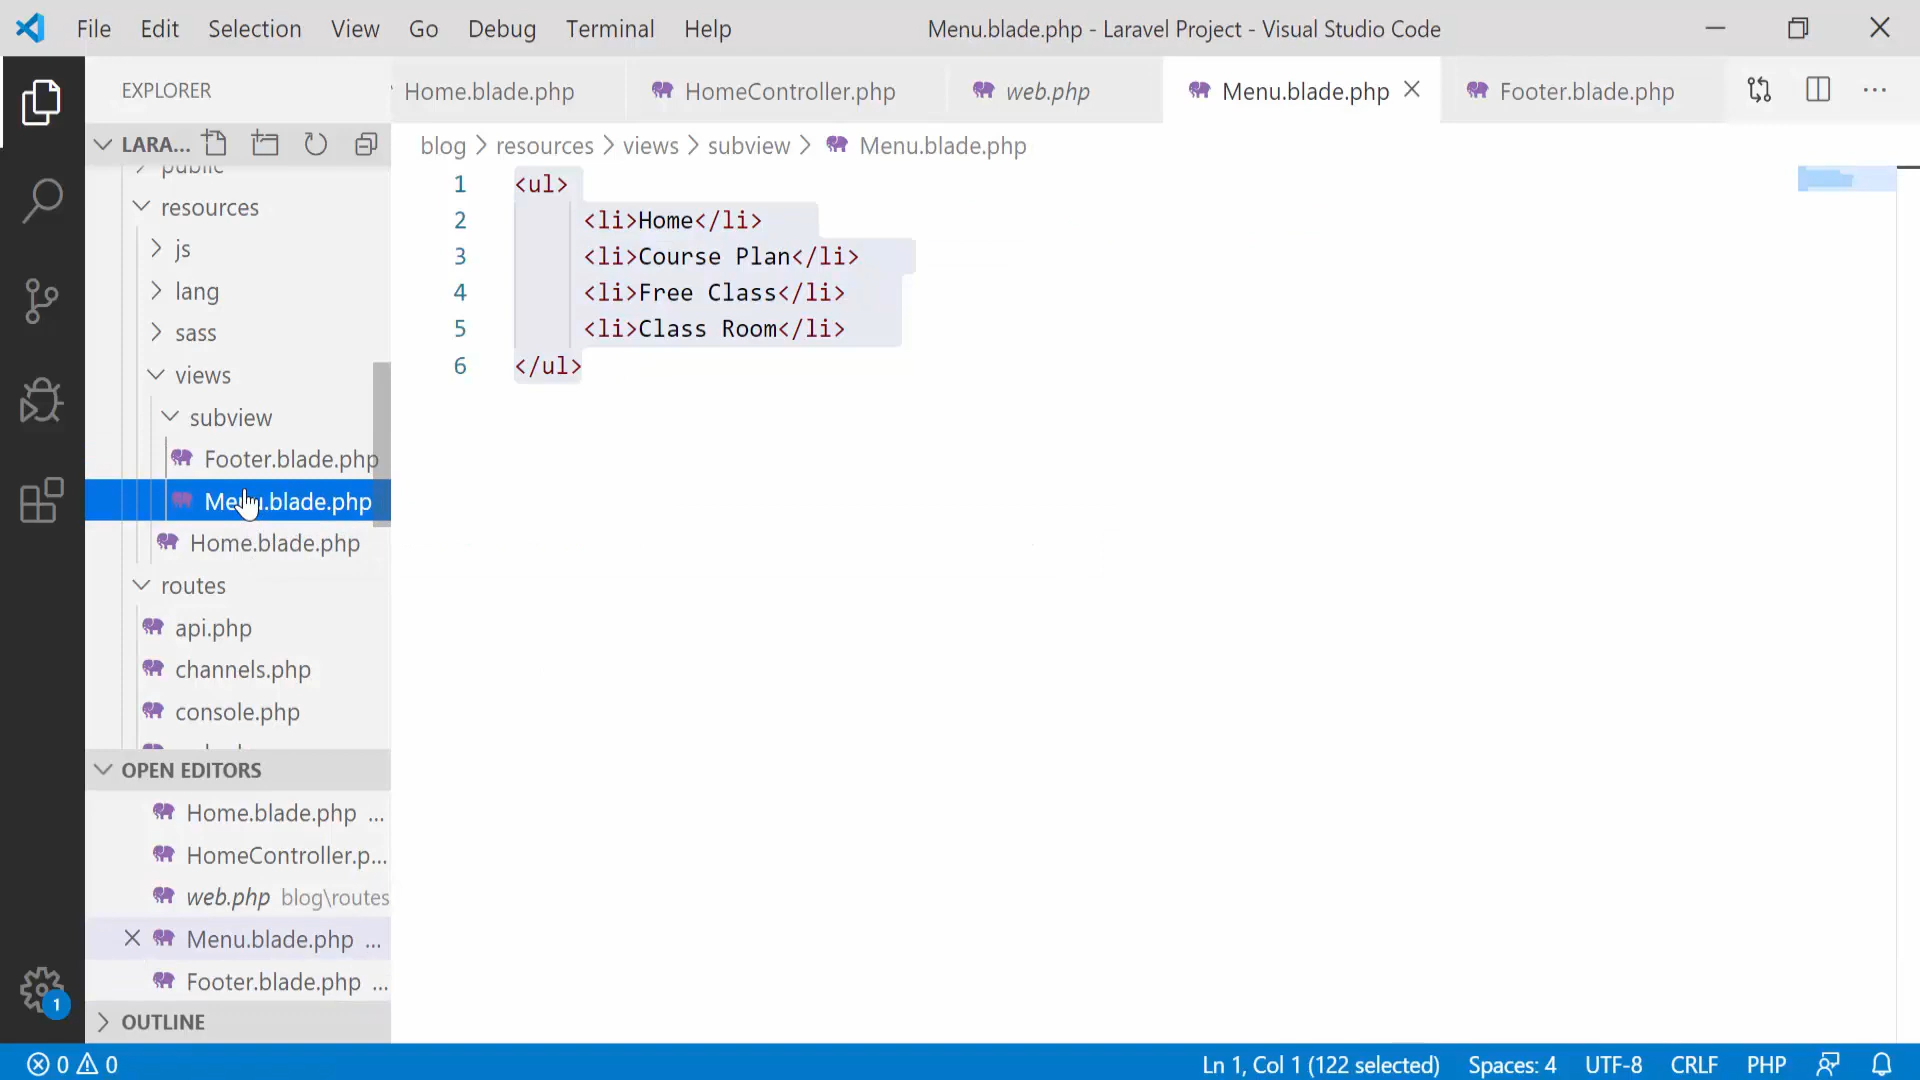 File Edit Selection View Go Debug Terminal Help Menu.blade.php - Laravel Project - Visual Studio Code
EXPLORER
Home.blade.php HomeController.php web.php Menu.blade.php Footer.blade.php
LARA...
blog > resources > views > subview > Menu.blade.php
public
resources
js
lang
sass
views
subview
Footer.blade.php
Menu.blade.php
Home.blade.php
routes
api.php
channels.php
console.php
1 <ul>
2 <li>Home</li>
3 <li>Course Plan</li>
4 <li>Free Class</li>
5 <li>Class Room</li>
6 </ul>
OPEN EDITORS
Home.blade.php ...
HomeController.p...
web.php blog\routes
Menu.blade.php ...
Footer.blade.php ...
OUTLINE
1
0 0 Ln 1, Col 1 (122 selected) Spaces: 4 UTF-8 CRLF PHP